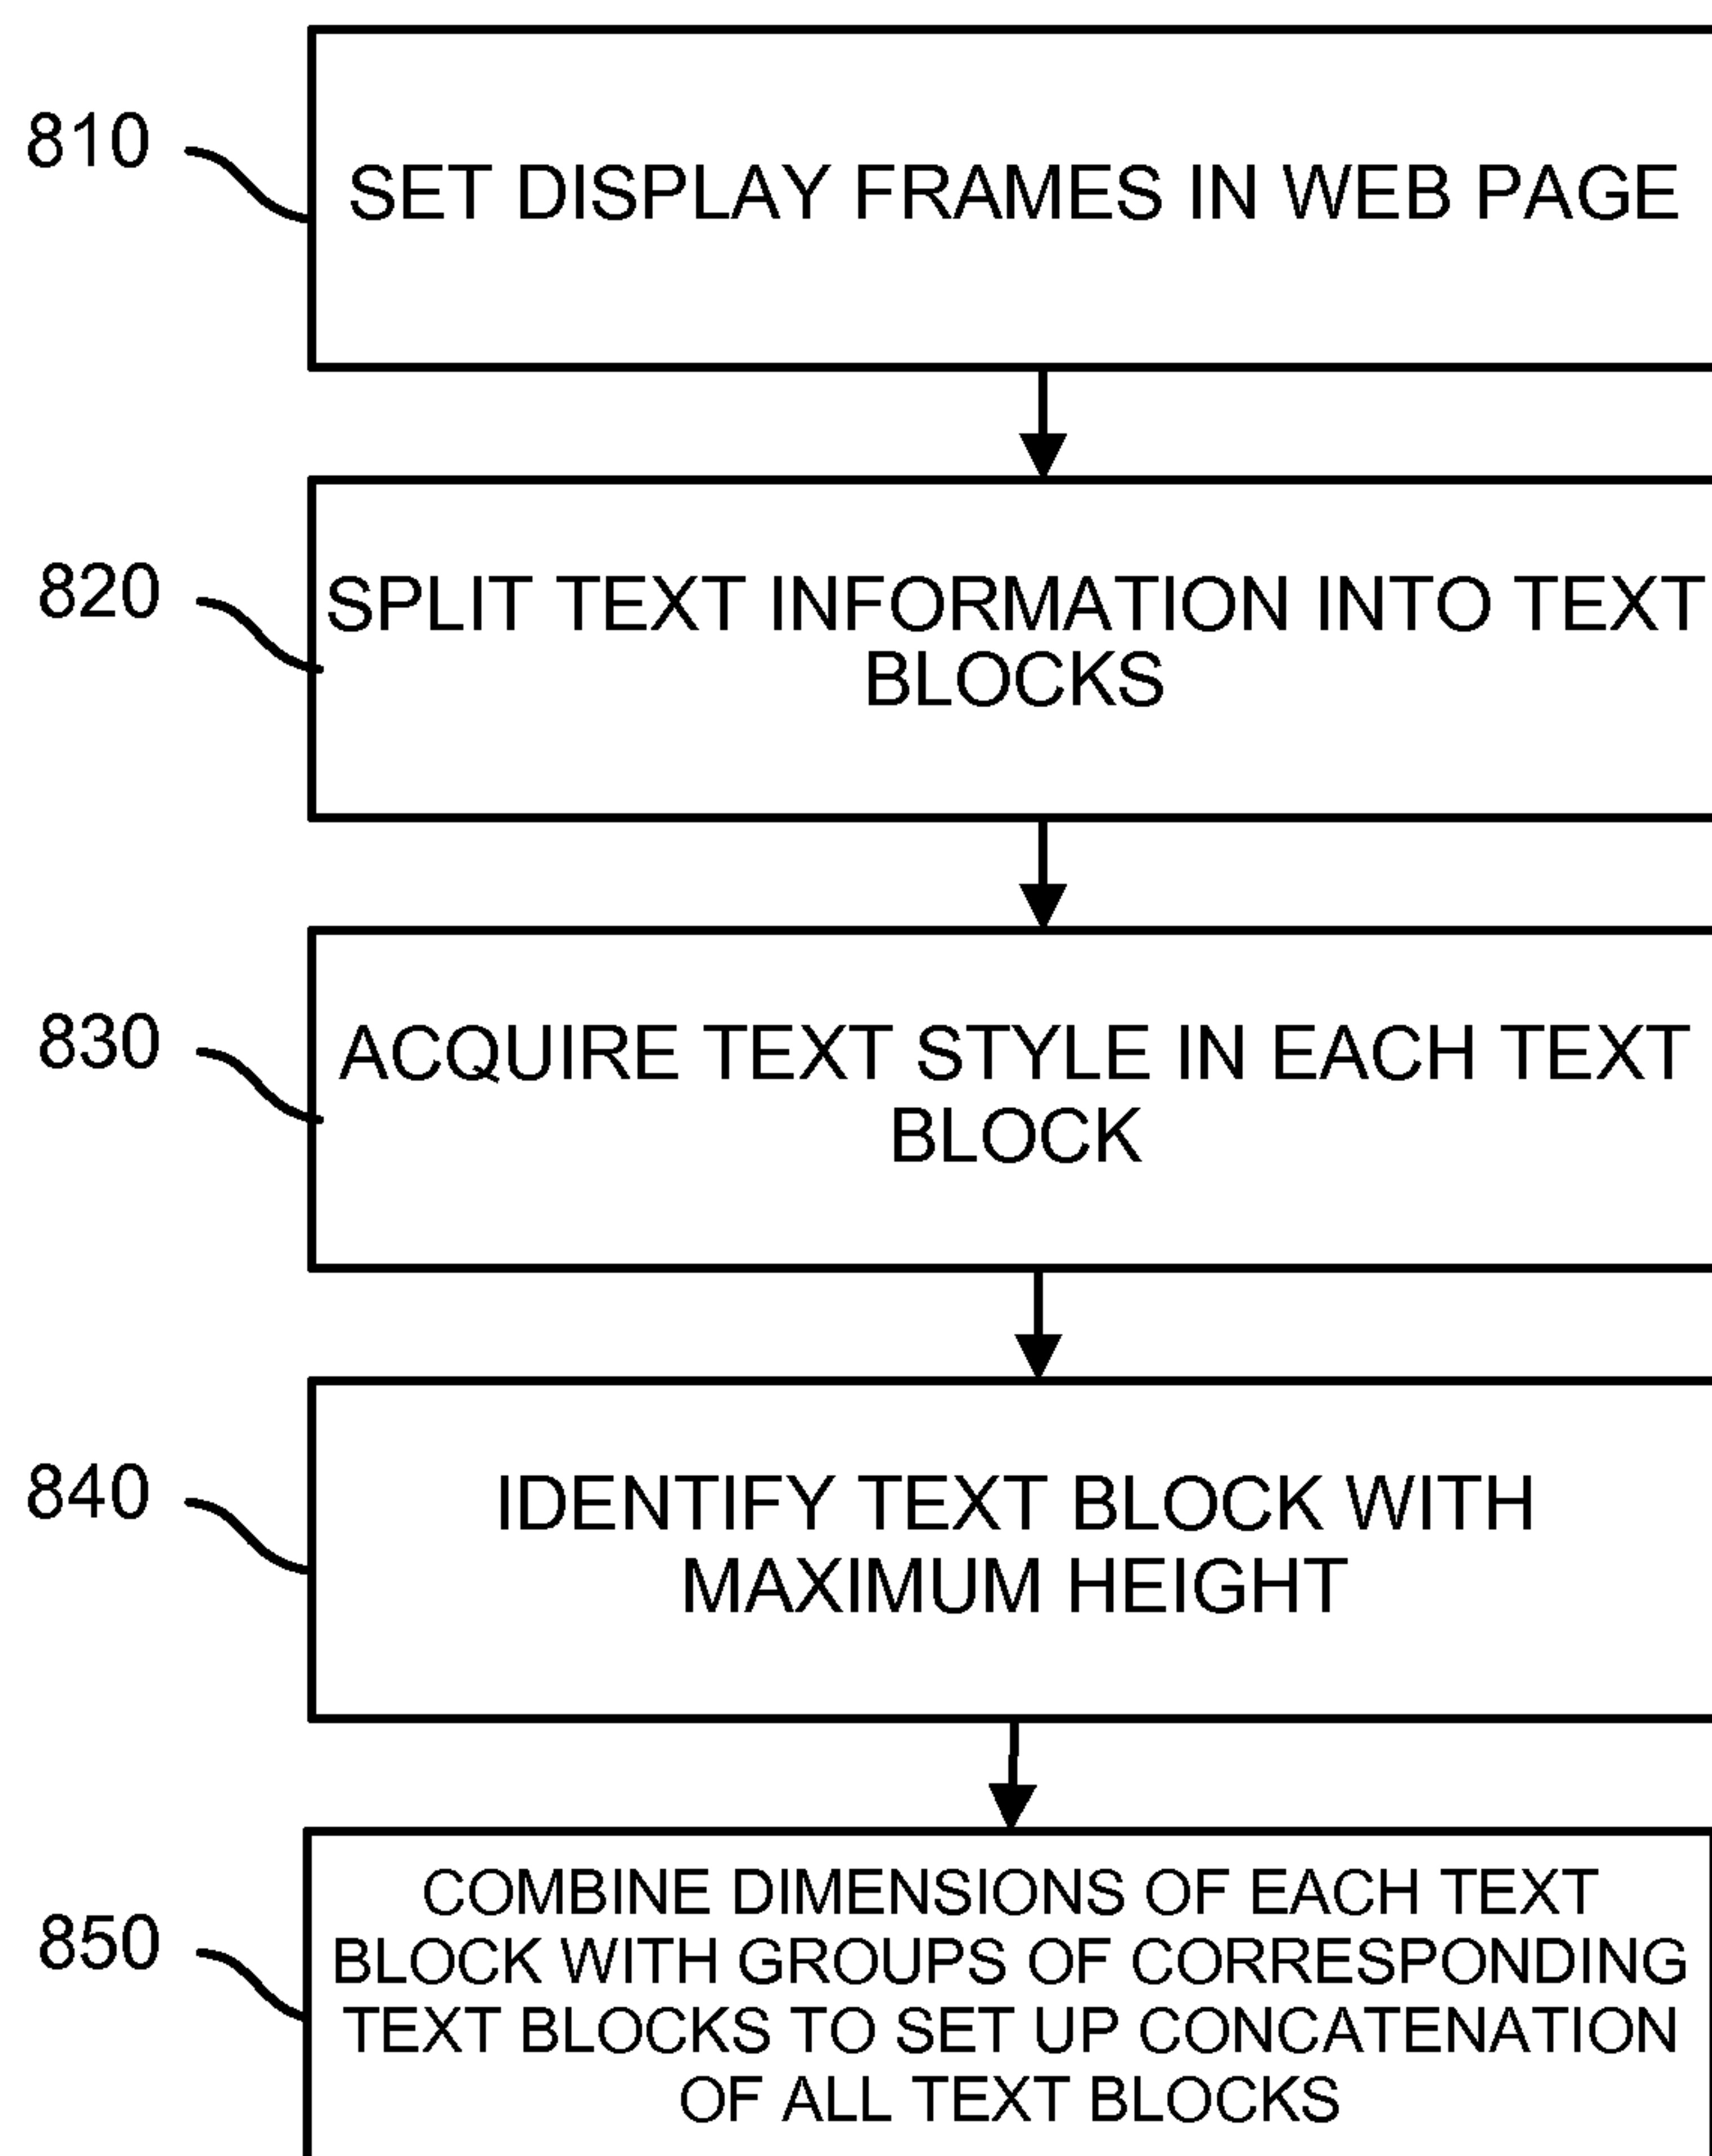 810
SET DISPLAY FRAMES IN WEB PAGE
820
SPLIT TEXT INFORMATION INTO TEXT
BLOCKS
830
ACQUIRE TEXT STYLE IN EACH TEXT
BLOCK
840
IDENTIFY TEXT BLOCK WITH
MAXIMUM HEIGHT
850
COMBINE DIMENSIONS OF EACH TEXT
BLOCK WITH GROUPS OF CORRESPONDING
TEXT BLOCKS TO SET UP CONCATENATION
OF ALL TEXT BLOCKS